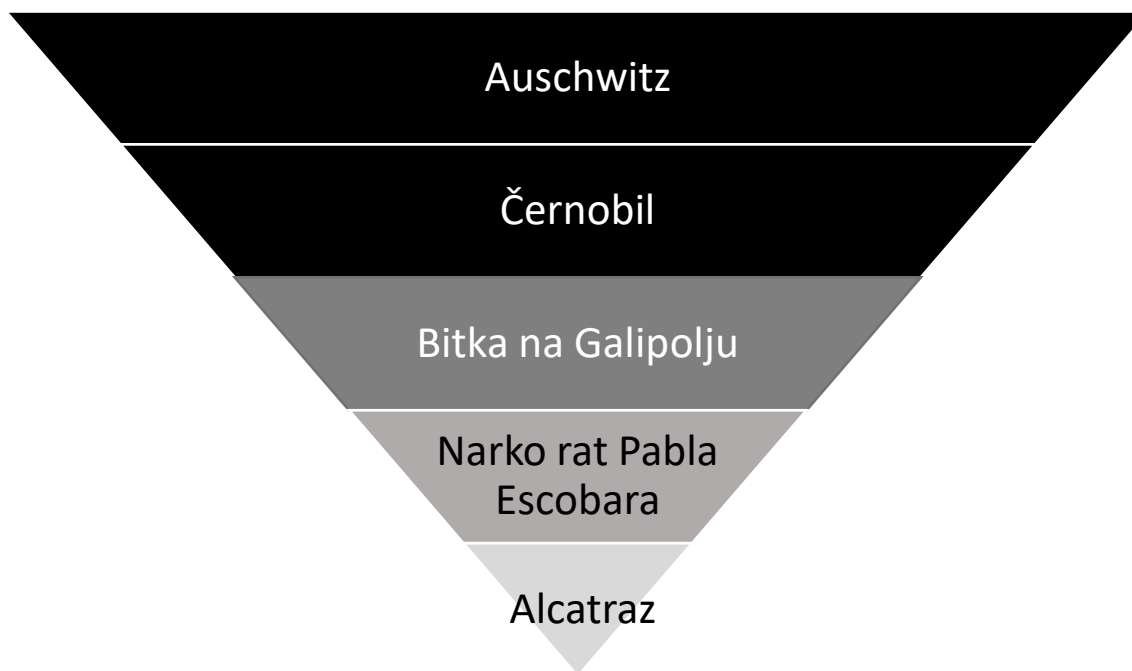 Auschwitz
Černobil
Bitka na Galipolju
Narko rat Pabla
Escobara
Alcatraz